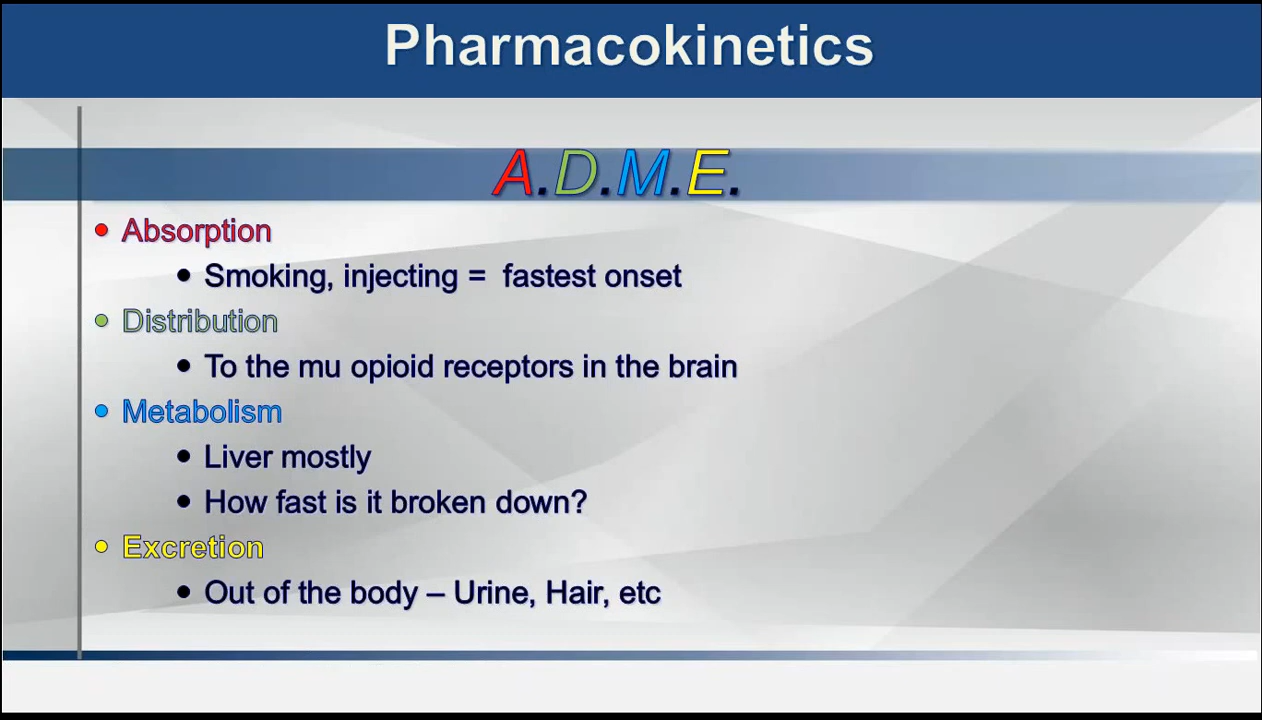 Pharmacokinetics
A.D.M.E.
• Absorption
• Smoking, injecting = fastest onset
• Distribution
• To the mu opioid receptors in the brain
• Metabolism
• Liver mostly
• How fast is it broken down?
• Excretion
• Out of the body – Urine, Hair, etc